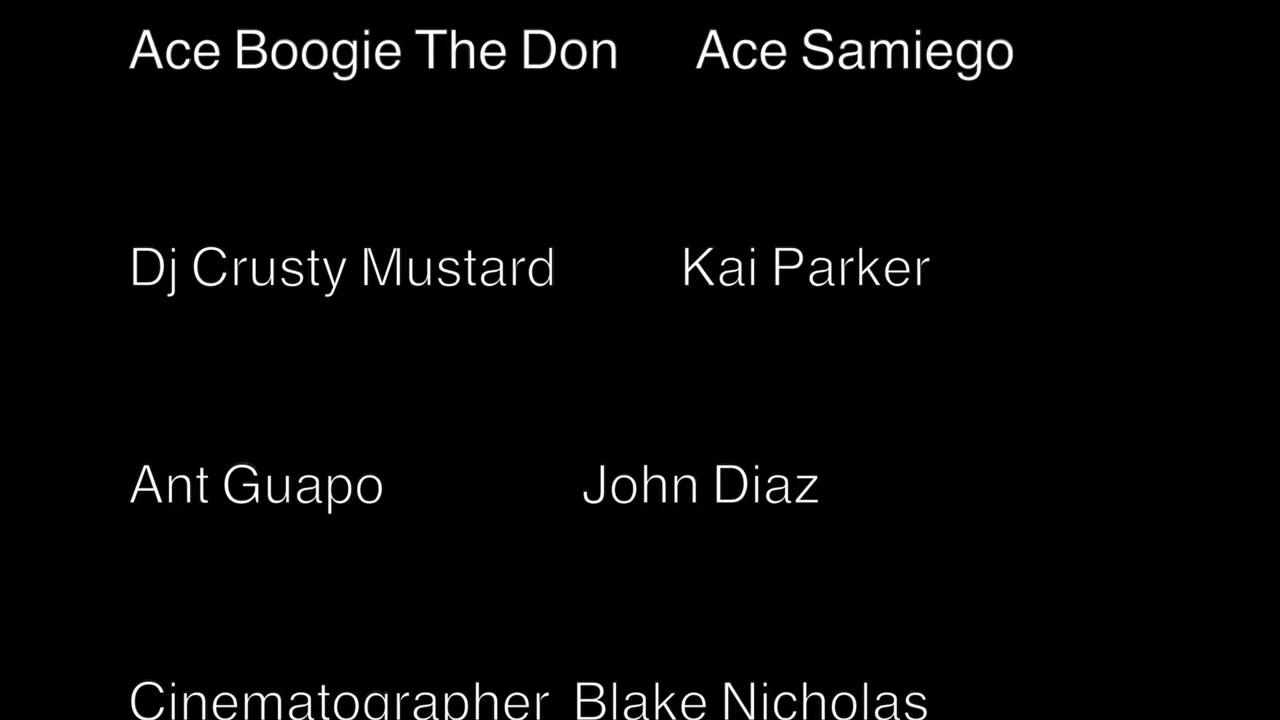 Ace Boogie The Don Ace Samiego
Dj Crusty Mustard Kai Parker
Ant Guapo John Diaz
Cinematographer Blake Nicholas